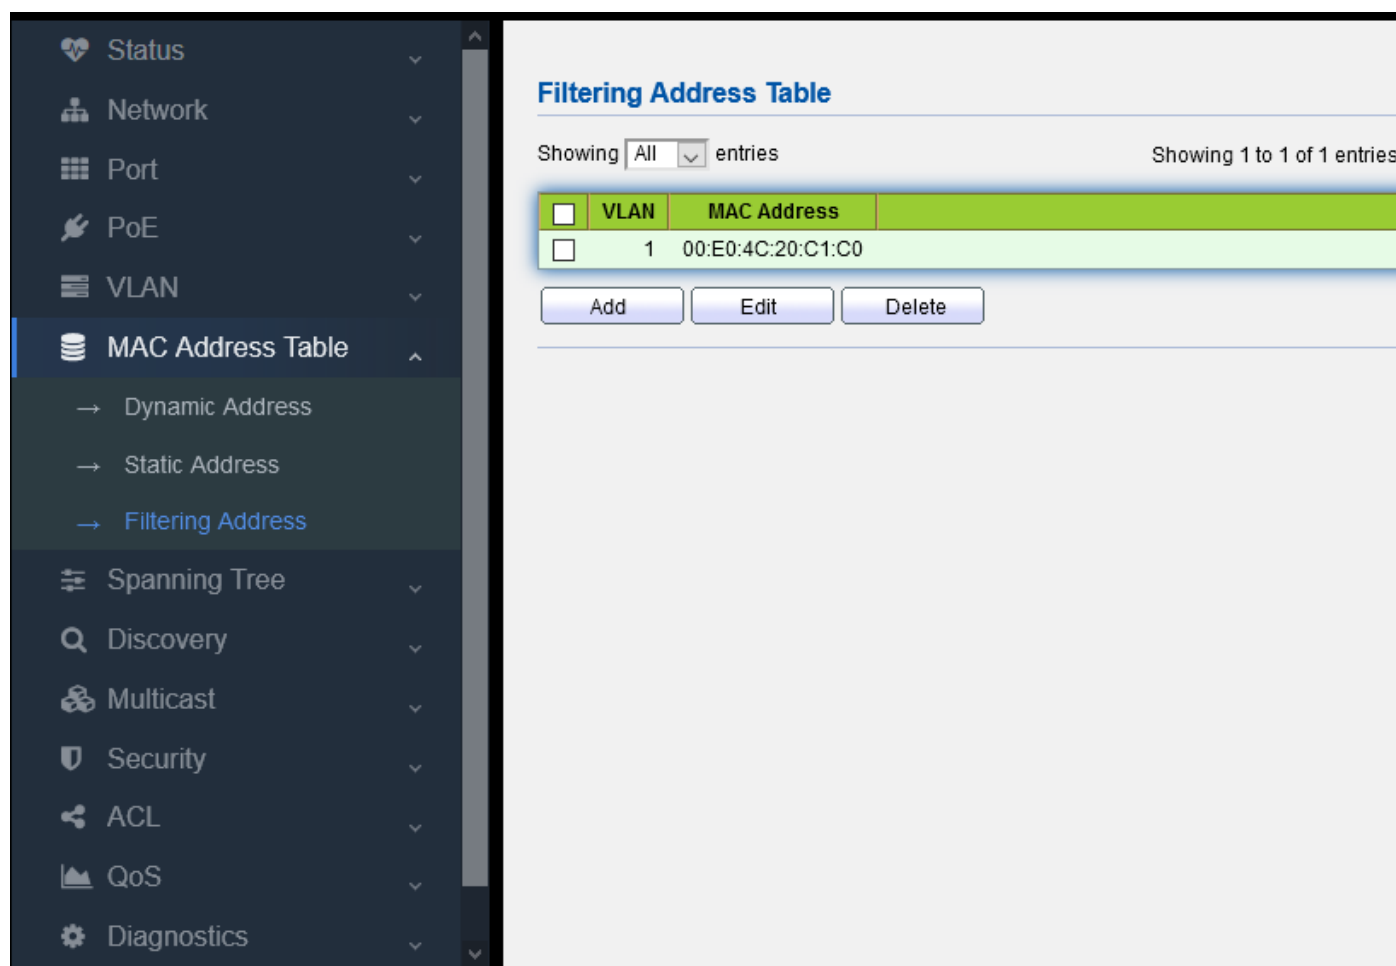 Status
Network
Port
PoE
VLAN
MAC Address Table
Dynamic Address
Static Address
Filtering Address
Spanning Tree
Discovery
Multicast
Security
ACL
QoS
Diagnostics
Filtering Address Table
Showing All entries
Showing 1 to 1 of 1 entries
VLAN MAC Address
1 00:E0:4C:20:C1:C0
Add Edit Delete